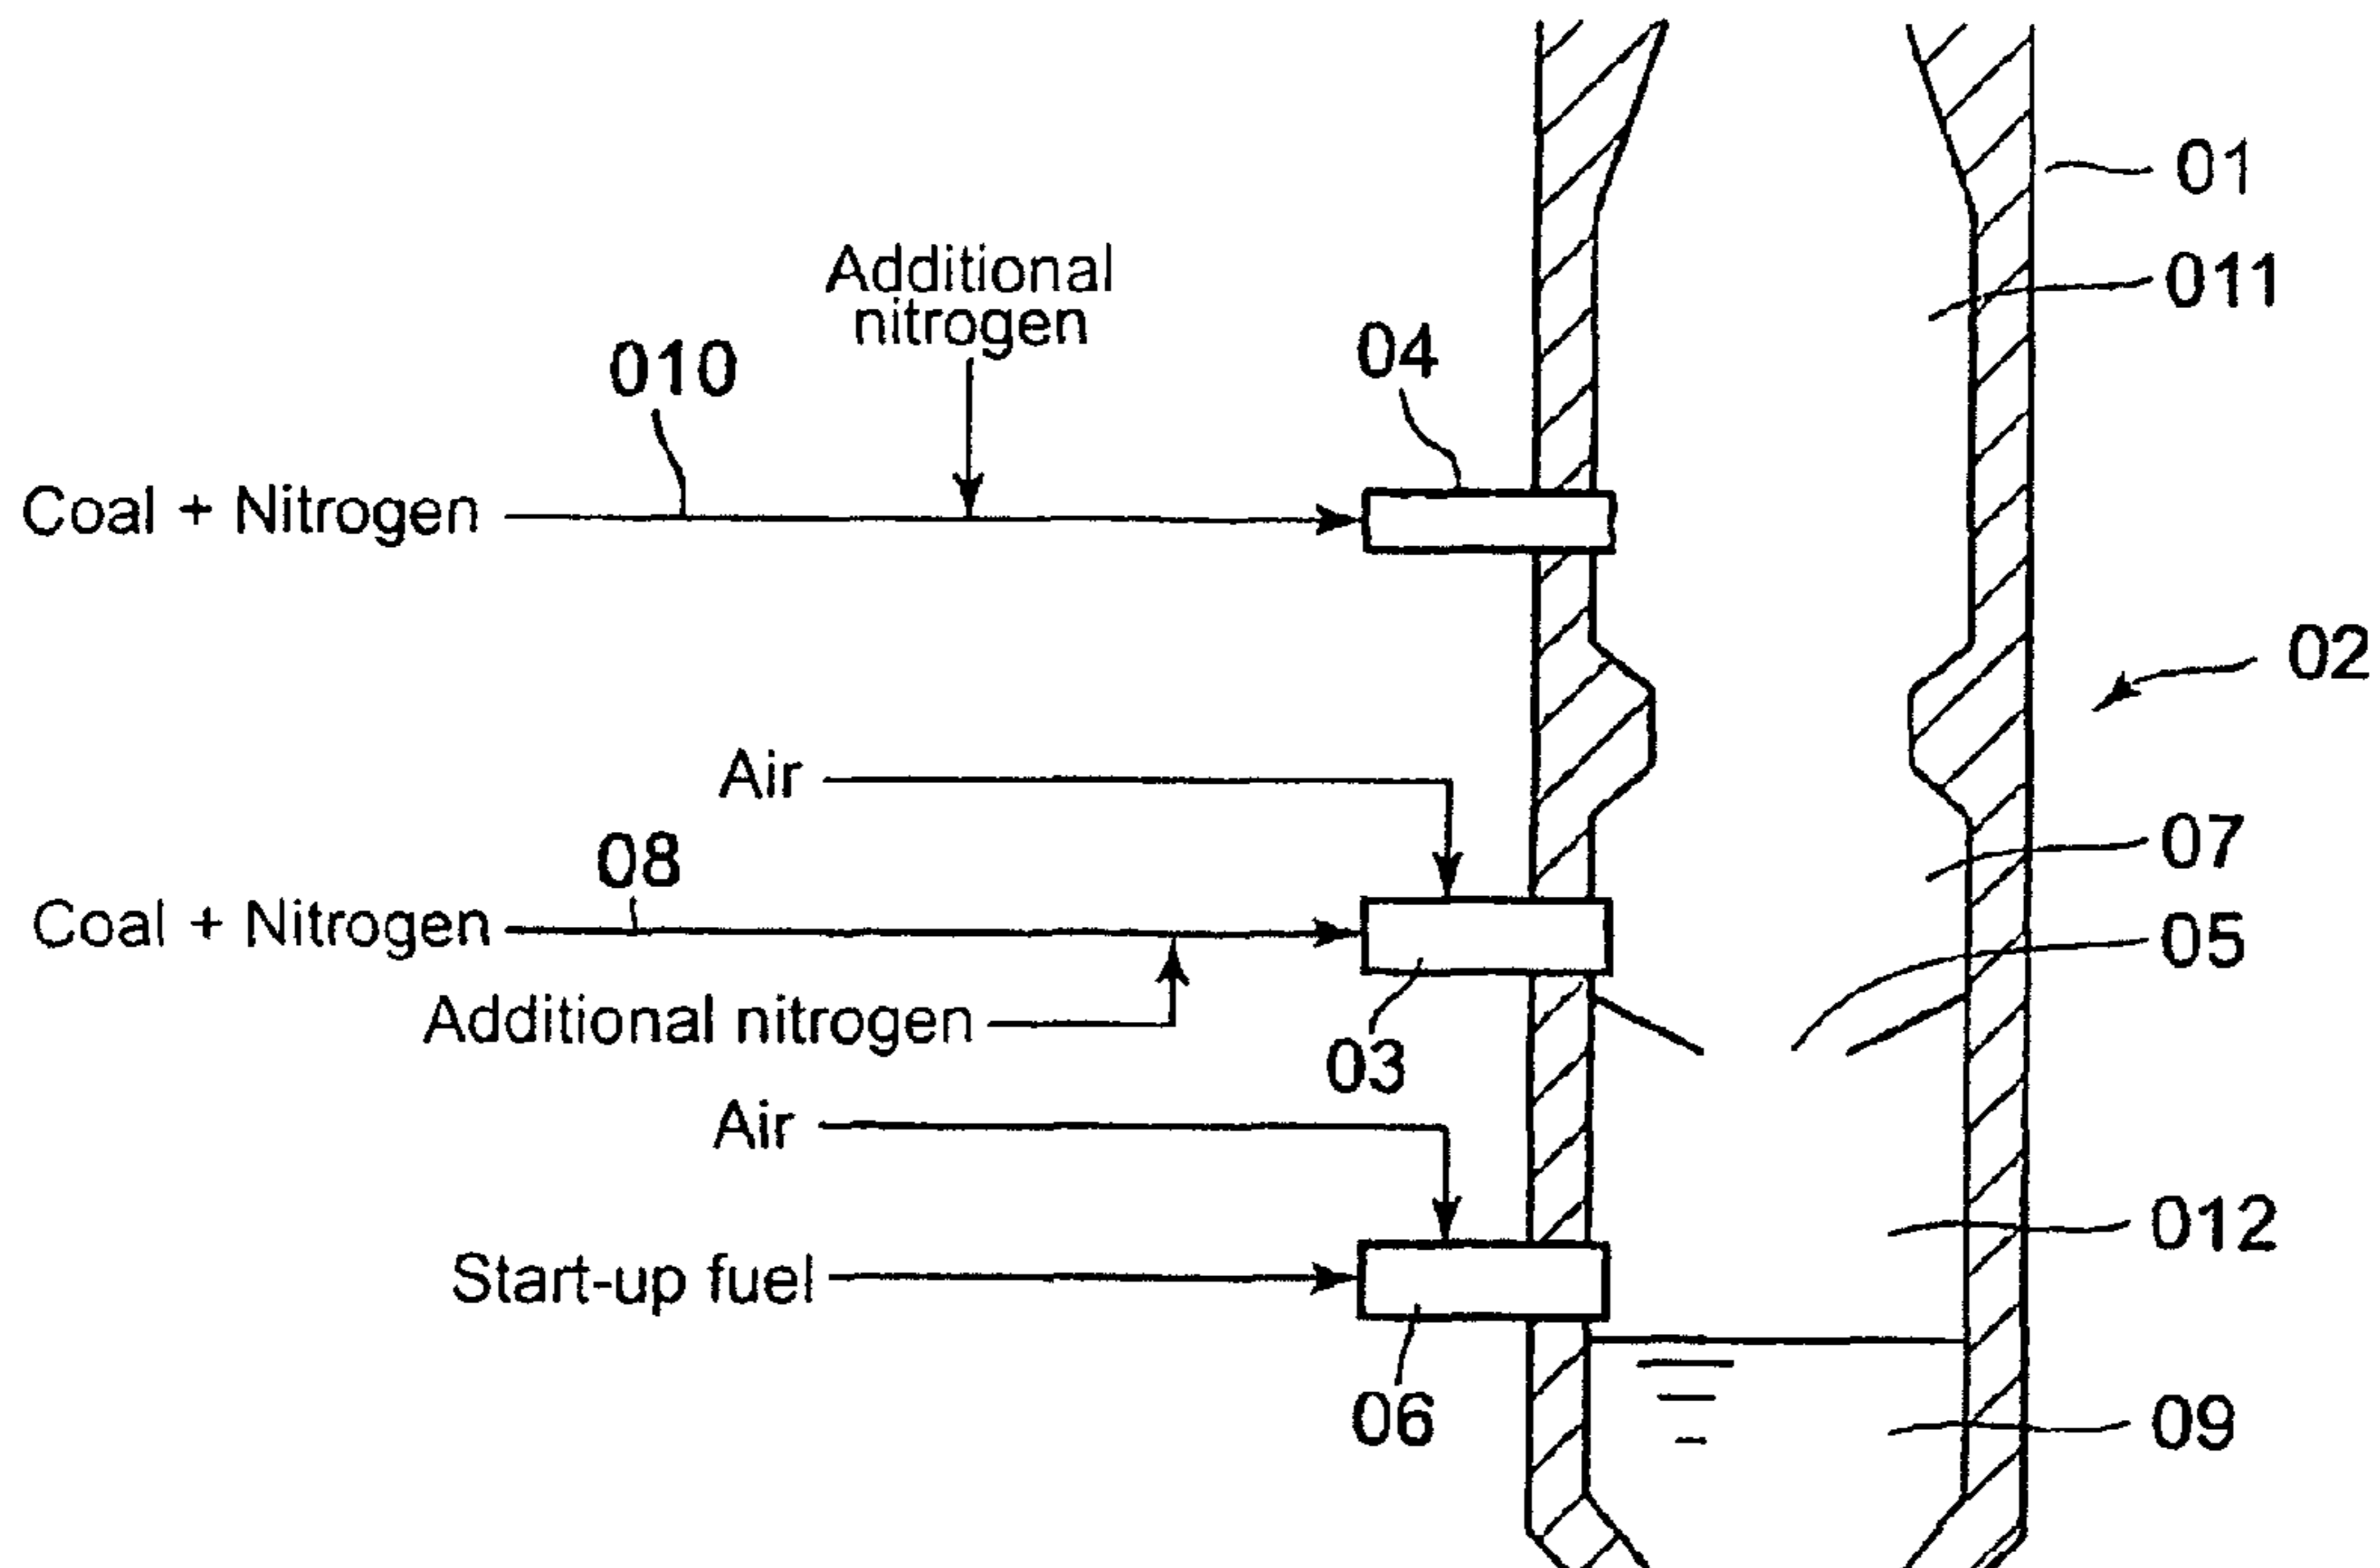 01
011
Additional
nitrogen
010
04
Coal + Nitrogen
02
Air
07
08
Coal + Nitrogen
05
Additional nitrogen
03
Air
012
Start-up fuel
06
09